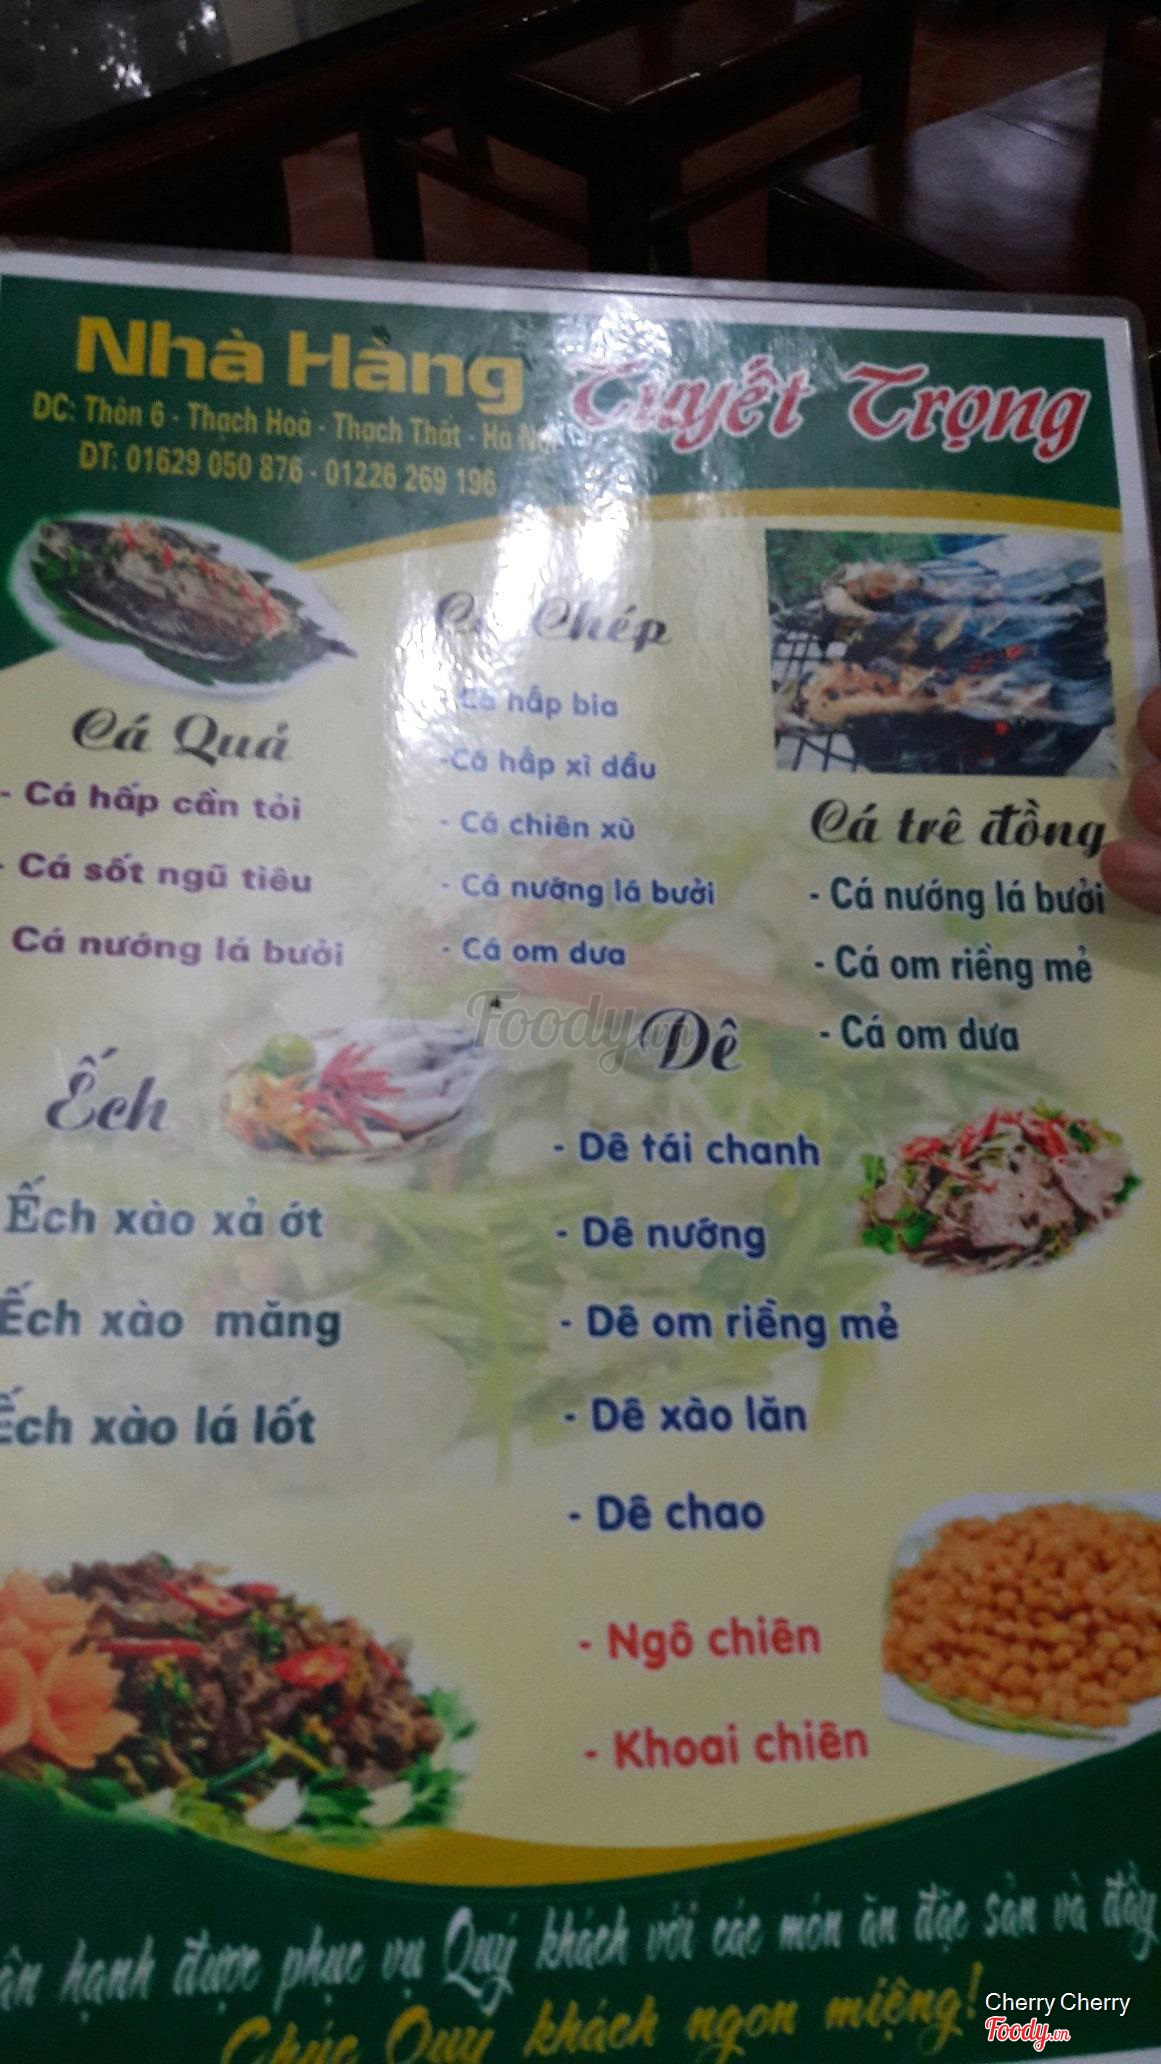 Nhà Hàng Tuyết Trọng
ĐC: Thôn 6 - Thạch Hoà - Thạch Thất - Hà Nội
ĐT: 01629 050 876 - 01226 269 196
Cá Quả
- Cá hấp cần tỏi
- Cá sốt ngũ tiêu
Cá nướng lá bưởi
Cá Chép
- Cá hấp bia
- Cá hấp xì dầu
- Cá chiên xù
- Cá nướng lá bưởi
- Cá om dưa
Cá trê đồng
- Cá nướng lá bưởi
- Cá om riềng mẻ
- Cá om dưa
Foody.vn
Ếch
Ếch xào xả ớt
Ếch xào măng
Ếch xào lá lốt
Dê
- Dê tái chanh
- Dê nướng
- Dê om riềng mẻ
- Dê xào lăn
- Dê chao
- Ngô chiên
- Khoai chiên
hạnh được phục vụ Quý khách với các món ăn đặc sản và đầy
Chúc Quý khách ngon miệng!
Cherry Cherry
Foody.vn